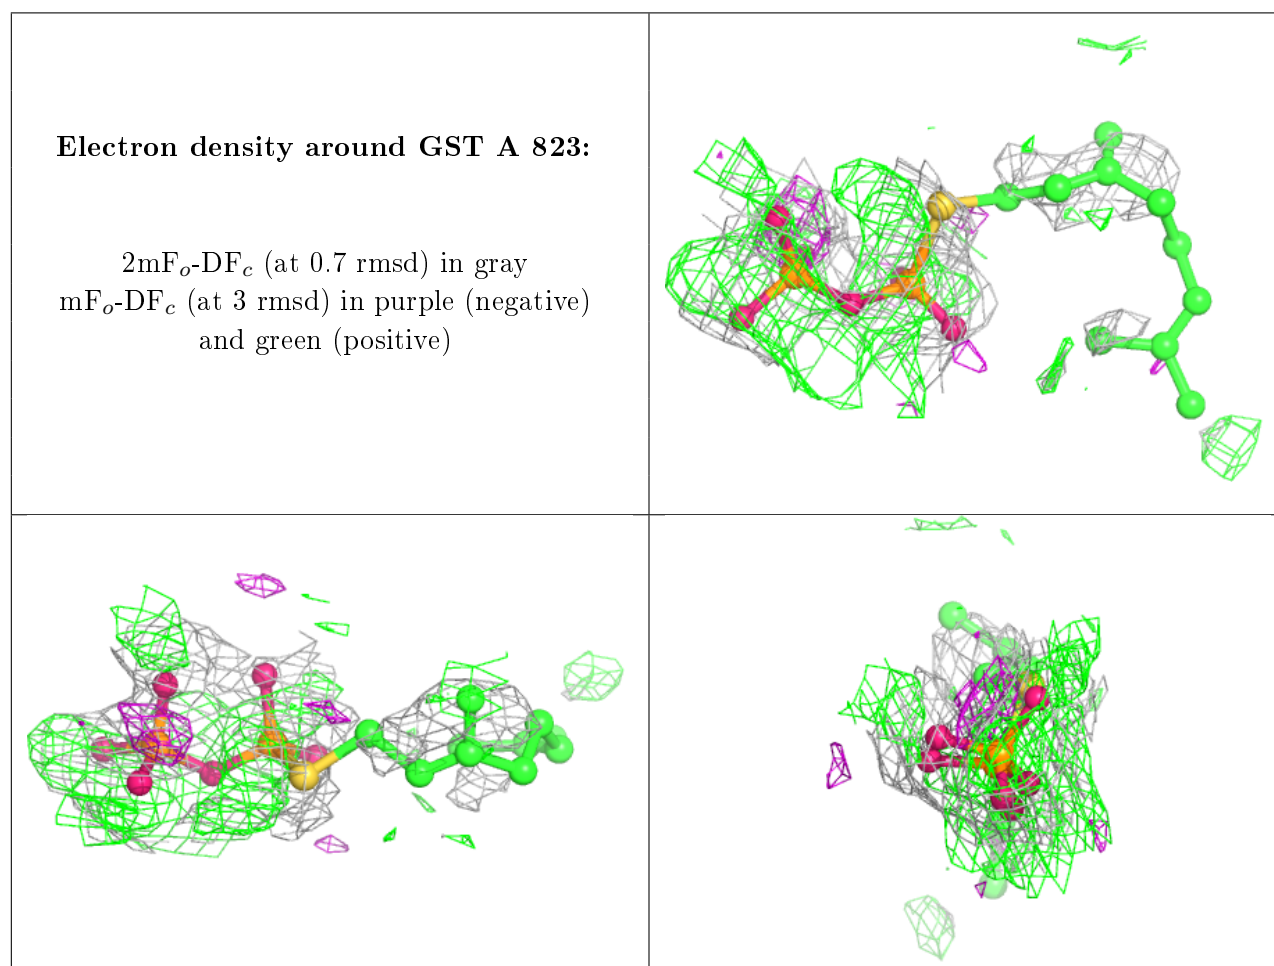 Electron density around GST A 823:
2mFo-DFc (at 0.7 rmsd) in gray
mFo-DFc (at 3 rmsd) in purple (negative)
and green (positive)